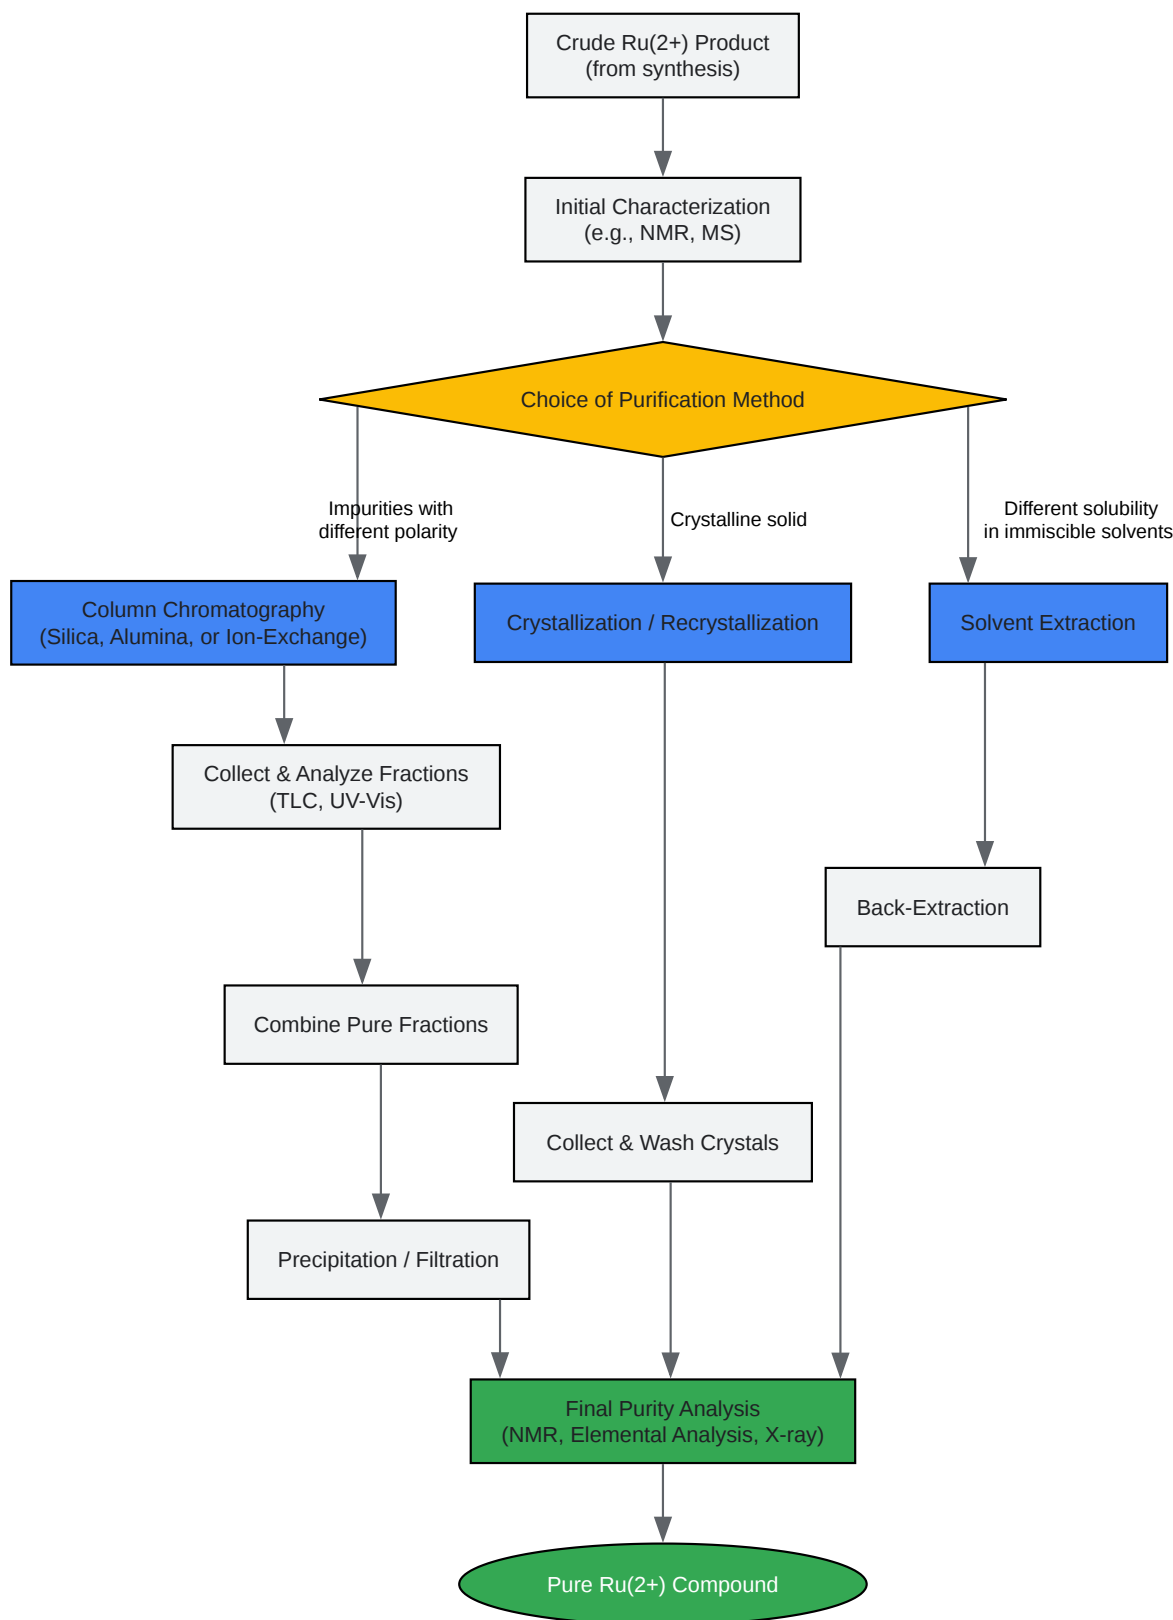 Crude Ru(2+) Product
(from synthesis)
Initial Characterization
(e.g., NMR, MS)
Choice of Purification Method
Impurities with
different polarity
Crystalline solid
Different solubility
in immiscible solvents
Column Chromatography
(Silica, Alumina, or Ion-Exchange)
Crystallization / Recrystallization
Solvent Extraction
Collect & Analyze Fractions
(TLC, UV-Vis)
Back-Extraction
Combine Pure Fractions
Collect & Wash Crystals
Precipitation / Filtration
Final Purity Analysis
(NMR, Elemental Analysis, X-ray)
Pure Ru(2+) Compound